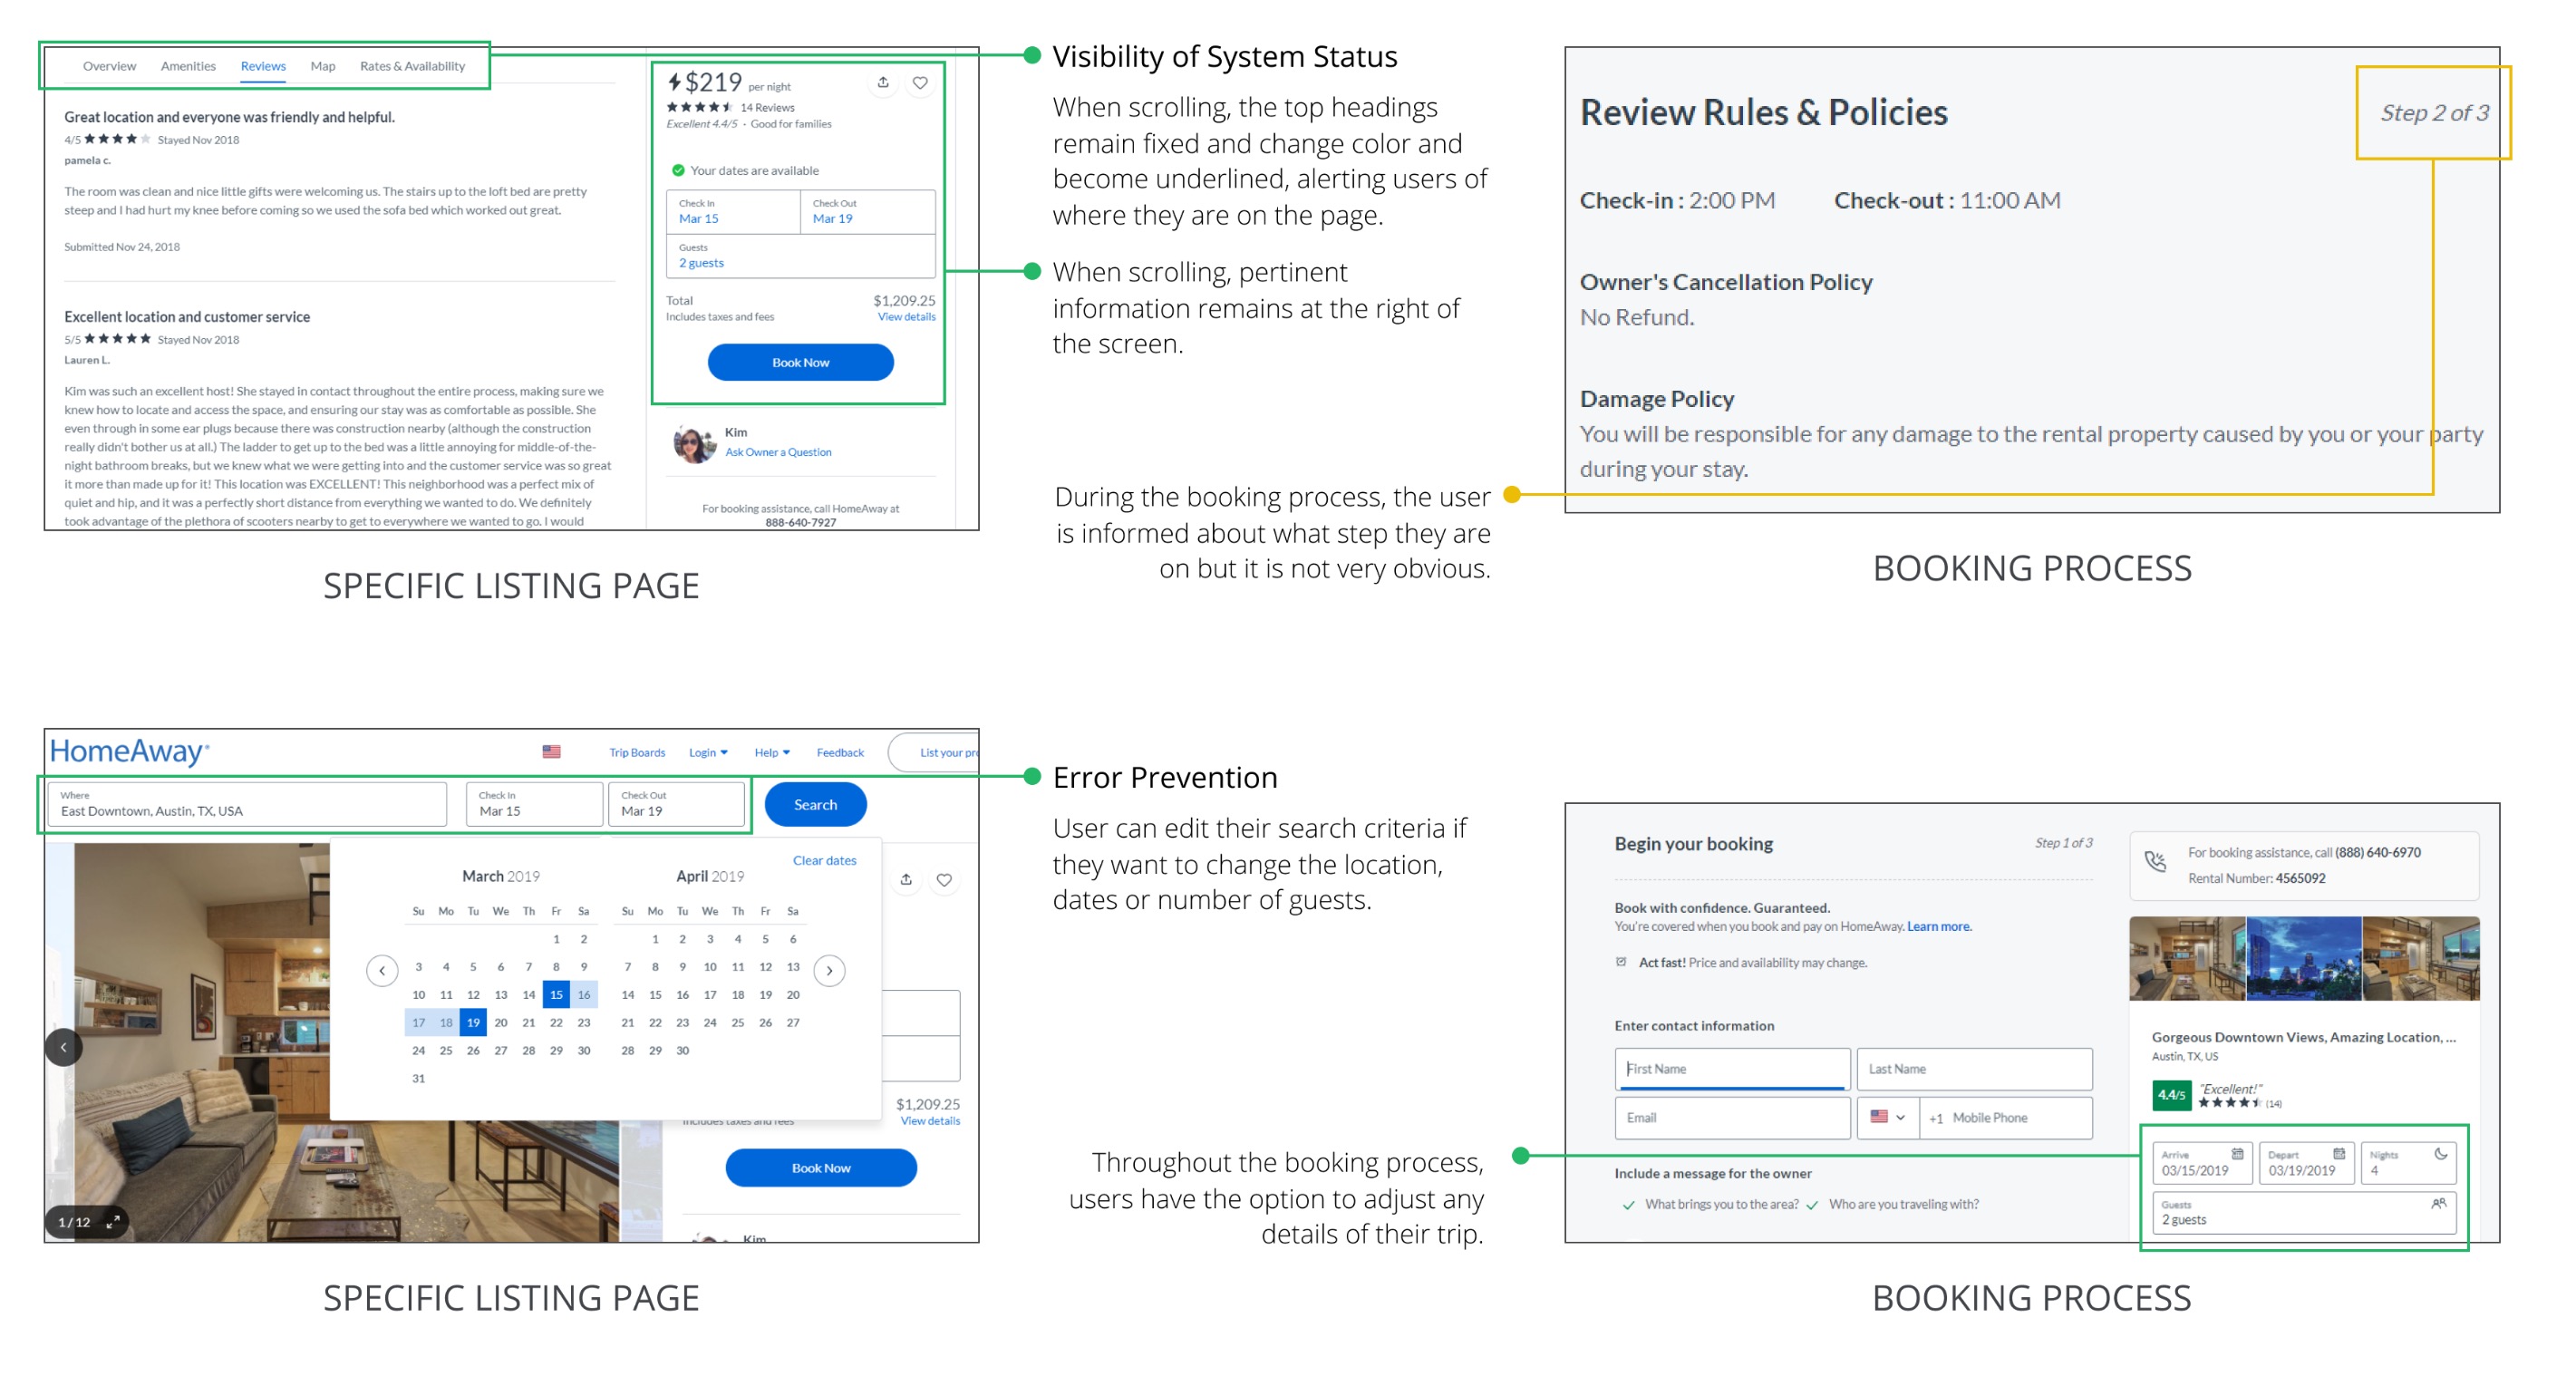 Overview Amenities Reviews Map Rates & Availability
Great location and everyone was friendly and helpful.
4/5 Stayed Nov 2018
pamela c.
The room was clean and nice little gifts were welcoming us. The stairs up to the loft bed are pretty
steep and I had hurt my knee before coming so we used the sofa bed which worked out great.
Submitted Nov 24, 2018
Excellent location and customer service
5/5 Stayed Nov 2018
Lauren L.
Kim was such an excellent host! She stayed in contact throughout the entire process, making sure we
knew how to locate and access the space, and ensuring our stay was as comfortable as possible. She
even through in some ear plugs because there was construction nearby (although the construction
really didn't bother us at all.) The ladder to get up to the bed was a little annoying for middle-of-the-
night bathroom breaks, but we knew what we were getting into and the customer service was so great
it more than made up for it! This location was EXCELLENT! This neighborhood was a perfect mix of
quiet and hip, and it was a perfectly short distance from everything we wanted to do. We definitely
took advantage of the plethora of scooters nearby to get to everywhere we wanted to go. I would
$219 per night
14 Reviews
Excellent 4.4/5 · Good for families
Your dates are available
Check In
Mar 15
Check Out
Mar 19
Guests
2 guests
Total $1,209.25
Includes taxes and fees View details
Book Now
Kim
Ask Owner a Question
For booking assistance, call HomeAway at
888-640-7927
SPECIFIC LISTING PAGE
Visibility of System Status
When scrolling, the top headings
remain fixed and change color and
become underlined, alerting users of
where they are on the page.
When scrolling, pertinent
information remains at the right of
the screen.
During the booking process, the user
is informed about what step they are
on but it is not very obvious.
Review Rules & Policies Step 2 of 3
Check-in : 2:00 PM Check-out : 11:00 AM
Owner's Cancellation Policy
No Refund.
Damage Policy
You will be responsible for any damage to the rental property caused by you or your party
during your stay.
BOOKING PROCESS
HomeAway
Trip Boards Login Help Feedback List your pr
Where
East Downtown, Austin, TX, USA
Check In
Mar 15
Check Out
Mar 19
Search
Clear dates
March 2019
Su Mo Tu We Th Fr Sa
1 2
3 4 5 6 7 8 9
10 11 12 13 14 15 16
17 18 19 20 21 22 23
24 25 26 27 28 29 30
31
April 2019
Su Mo Tu We Th Fr Sa
1 2 3 4 5 6
7 8 9 10 11 12 13
14 15 16 17 18 19 20
21 22 23 24 25 26 27
28 29 30
$1,209.25
Includes taxes and fees View details
Book Now
Kim
1/12
SPECIFIC LISTING PAGE
Error Prevention
User can edit their search criteria if
they want to change the location,
dates or number of guests.
Throughout the booking process,
users have the option to adjust any
details of their trip.
Begin your booking Step 1 of 3
Book with confidence. Guaranteed.
You're covered when you book and pay on HomeAway. Learn more.
Act fast! Price and availability may change.
Enter contact information
First Name Last Name
Email +1 Mobile Phone
Include a message for the owner
What brings you to the area? Who are you traveling with?
For booking assistance, call (888) 640-6970
Rental Number: 4565092
Gorgeous Downtown Views, Amazing Location, ...
Austin, TX, US
4.4/5 "Excellent!"
(14)
Arrive
03/15/2019
Depart
03/19/2019
Nights
4
Guests
2 guests
BOOKING PROCESS